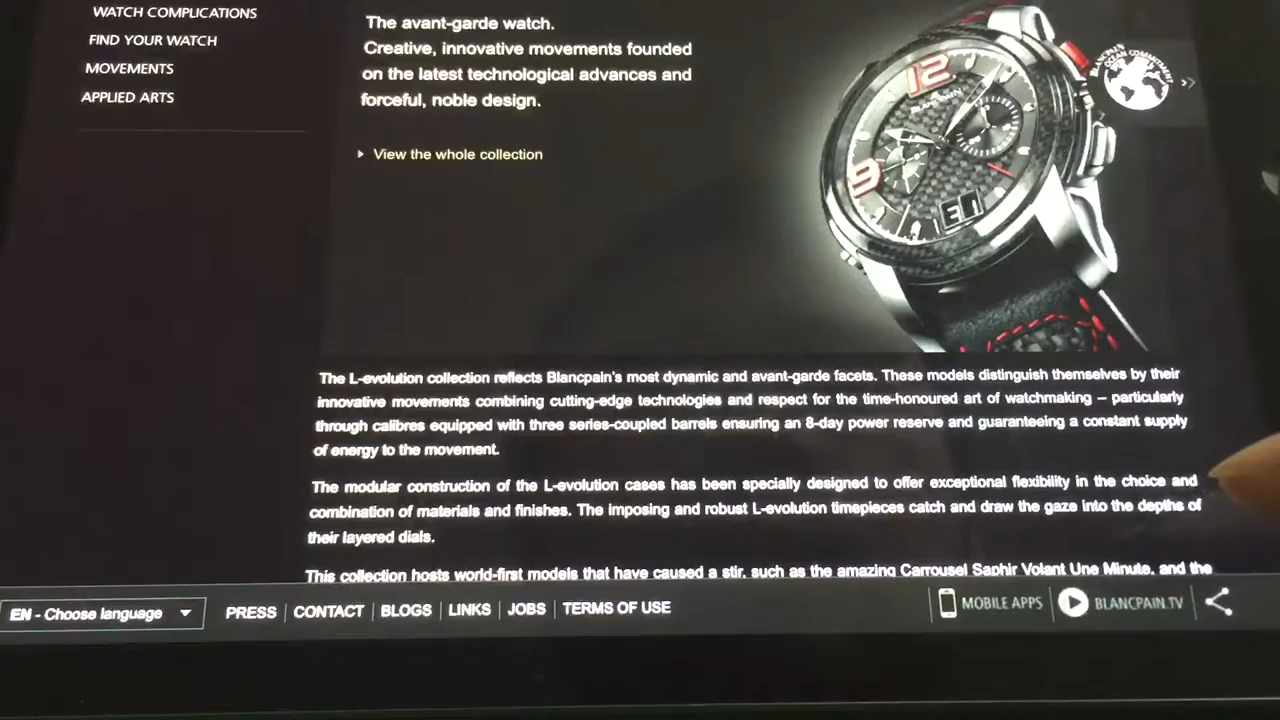 WATCH COMPLICATIONS
FIND YOUR WATCH
MOVEMENTS
APPLIED ARTS
The avant-garde watch.
Creative, innovative movements founded
on the latest technological advances and
forceful, noble design.
View the whole collection
12
BLANCPAIN
9
BLANCPAIN
OCEAN COMMITMENT
The L-evolution collection reflects Blancpain's most dynamic and avant-garde facets. These models distinguish themselves by their
innovative movements combining cutting-edge technologies and respect for the time-honoured art of watchmaking – particularly
through calibres equipped with three series-coupled barrels ensuring an 8-day power reserve and guaranteeing a constant supply
of energy to the movement.
The modular construction of the L-evolution cases has been specially designed to offer exceptional flexibility in the choice and
combination of materials and finishes. The imposing and robust L-evolution timepieces catch and draw the gaze into the depths of
their layered dials.
This collection hosts world-first models that have caused a stir, such as the amazing Carrousel Saphir Volant Une Minute, and the
EN - Choose language
PRESS | CONTACT | BLOGS | LINKS | JOBS | TERMS OF USE
MOBILE APPS
BLANCPAIN TV